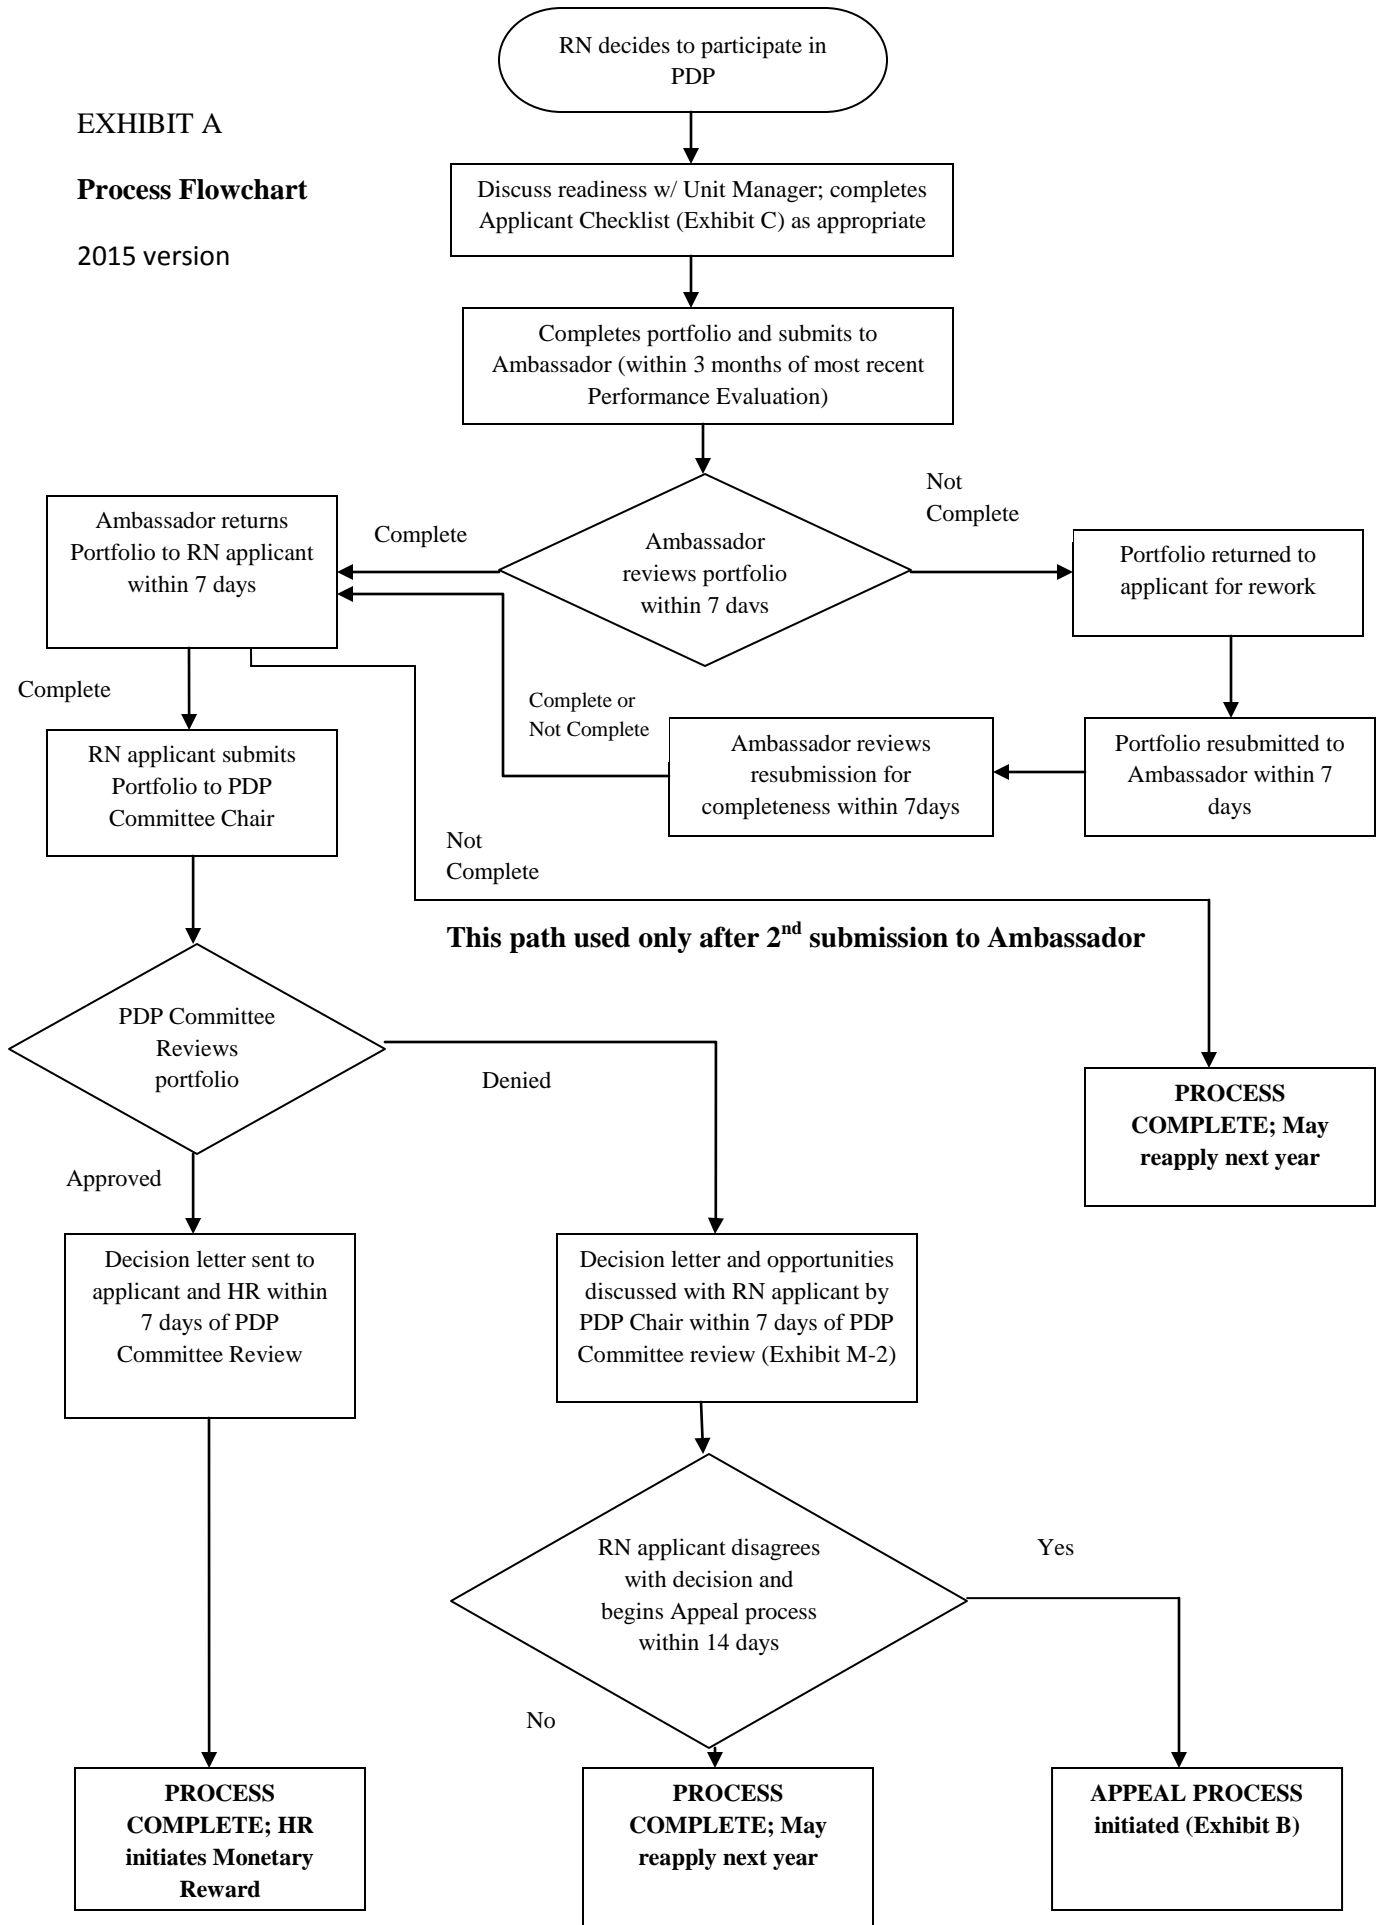 RN decides to participate in
PDP
EXHIBIT A
Process Flowchart
2015 version
Discuss readiness w/ Unit Manager; completes
Applicant Checklist (Exhibit C) as appropriate
Completes portfolio and submits to
Ambassador (within 3 months of most recent
Performance Evaluation)
Ambassador returns
Portfolio to RN applicant
within 7 days
Complete
Ambassador
reviews portfolio
within 7 days
Not
Complete
Portfolio returned to
applicant for rework
Complete
Complete or
Not Complete
Ambassador reviews
resubmission for
completeness within 7days
Portfolio resubmitted to
Ambassador within 7
days
RN applicant submits
Portfolio to PDP
Committee Chair
Not
Complete
This path used only after 2nd submission to Ambassador
PDP Committee
Reviews
portfolio
Denied
PROCESS
COMPLETE; May
reapply next year
Approved
Decision letter sent to
applicant and HR within
7 days of PDP
Committee Review
Decision letter and opportunities
discussed with RN applicant by
PDP Chair within 7 days of PDP
Committee review (Exhibit M-2)
RN applicant disagrees
with decision and
begins Appeal process
within 14 days
Yes
No
PROCESS
COMPLETE; HR
initiates Monetary
Reward
PROCESS
COMPLETE; May
reapply next year
APPEAL PROCESS
initiated (Exhibit B)